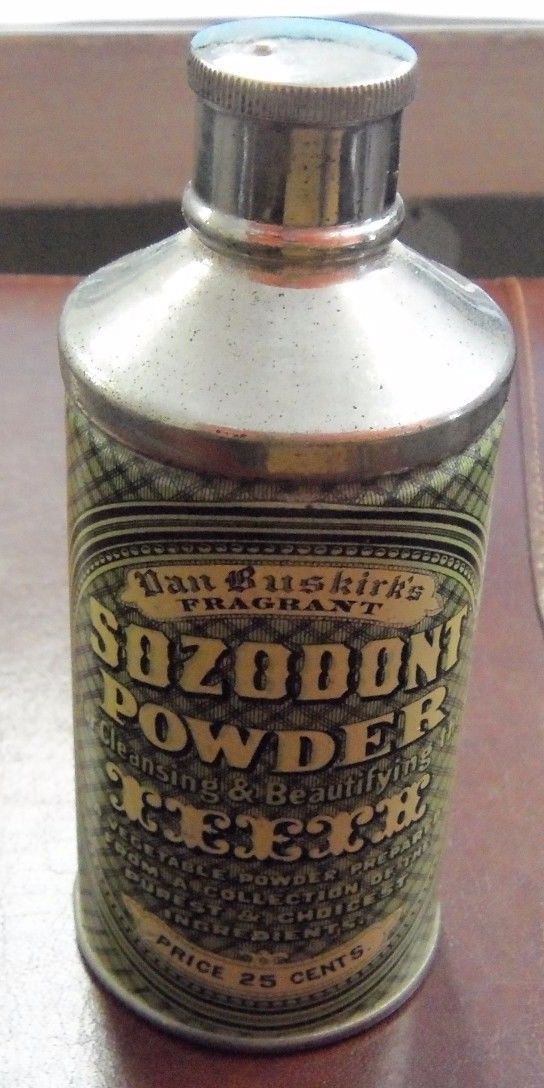 Van Buskirk's
FRAGRANT
SOZODONT
POWDER
Cleansing & Beautifying
TEETH
VEGETABLE POWDER PREPARED
FROM A COLLECTION OF THE
PUREST & CHOICEST
INGREDIENTS.
PRICE 25 CENTS